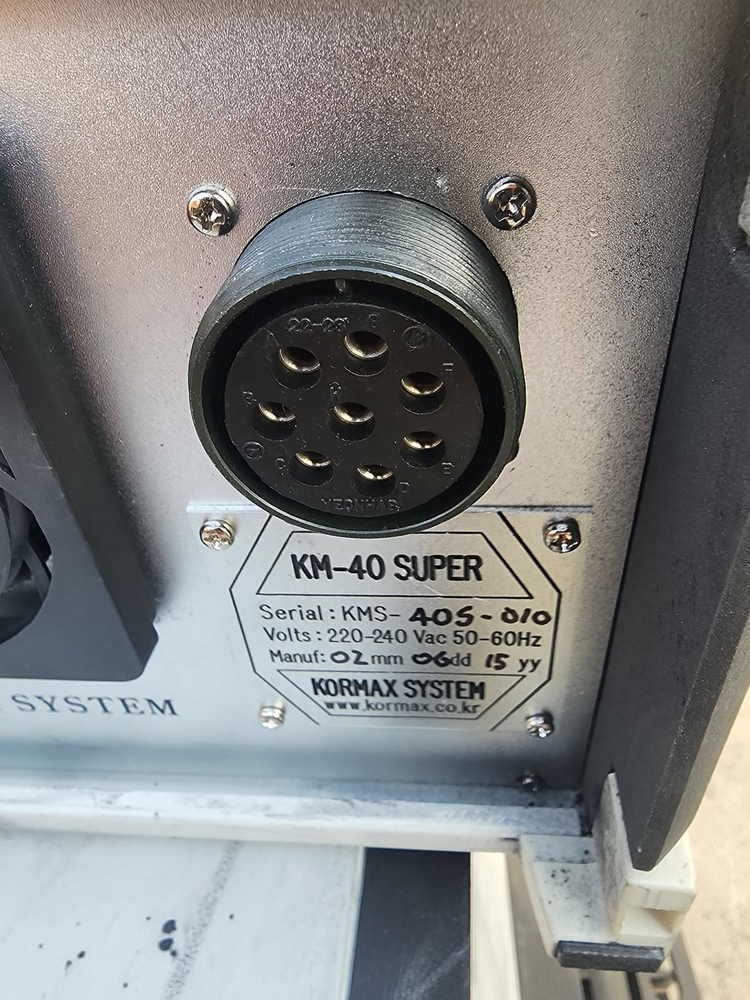 22-23
G
A
F
H
B
E
C
D
YEONHAB
KM-40 SUPER
Serial : KMS- 40S-010
Volts : 220-240 Vac 50-60Hz
Manuf: 02 mm 06 dd 15 yy
KORMAX SYSTEM
www.kormax.co.kr
SYSTEM